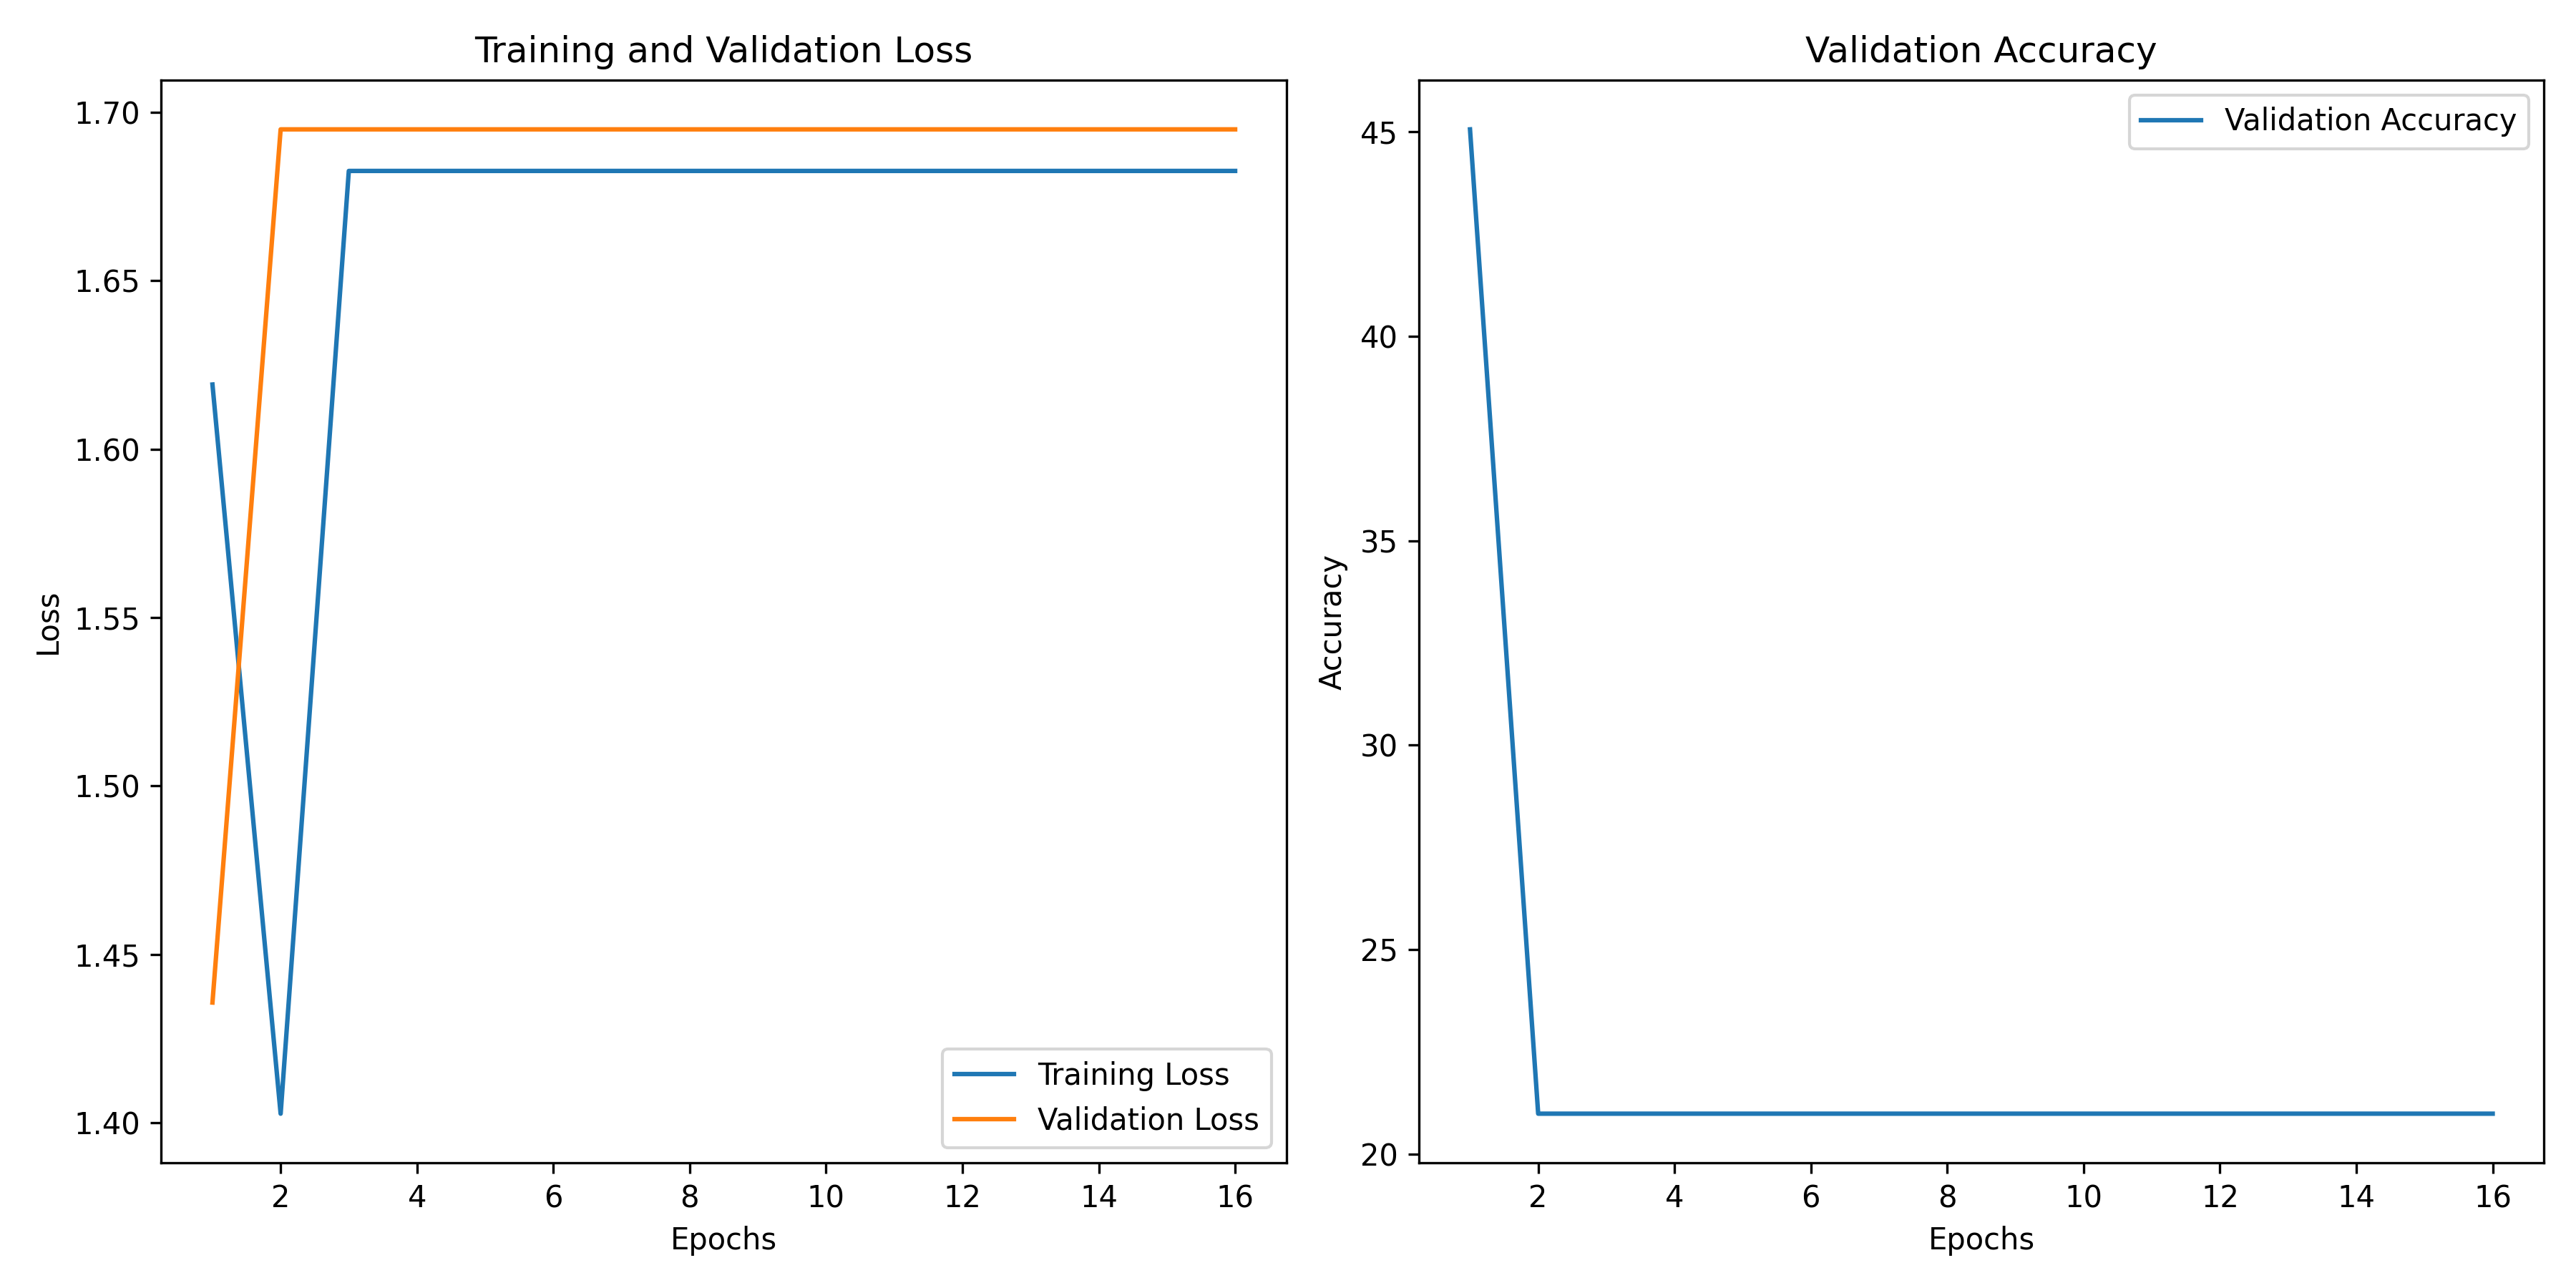 Training and Validation Loss
1.70
1.65
1.60
1.55
1.50
1.45
1.40
Loss
2 4 6 8 10 12 14 16
Epochs
Training Loss
Validation Loss
Validation Accuracy
45
40
35
30
25
20
Accuracy
2 4 6 8 10 12 14 16
Epochs
Validation Accuracy